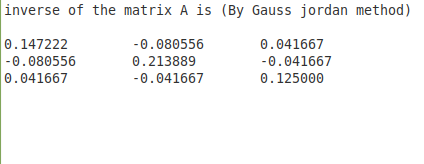 inverse of the matrix A is (By Gauss jordan method)
0.147222 -0.080556 0.041667
-0.080556 0.213889 -0.041667
0.041667 -0.041667 0.125000